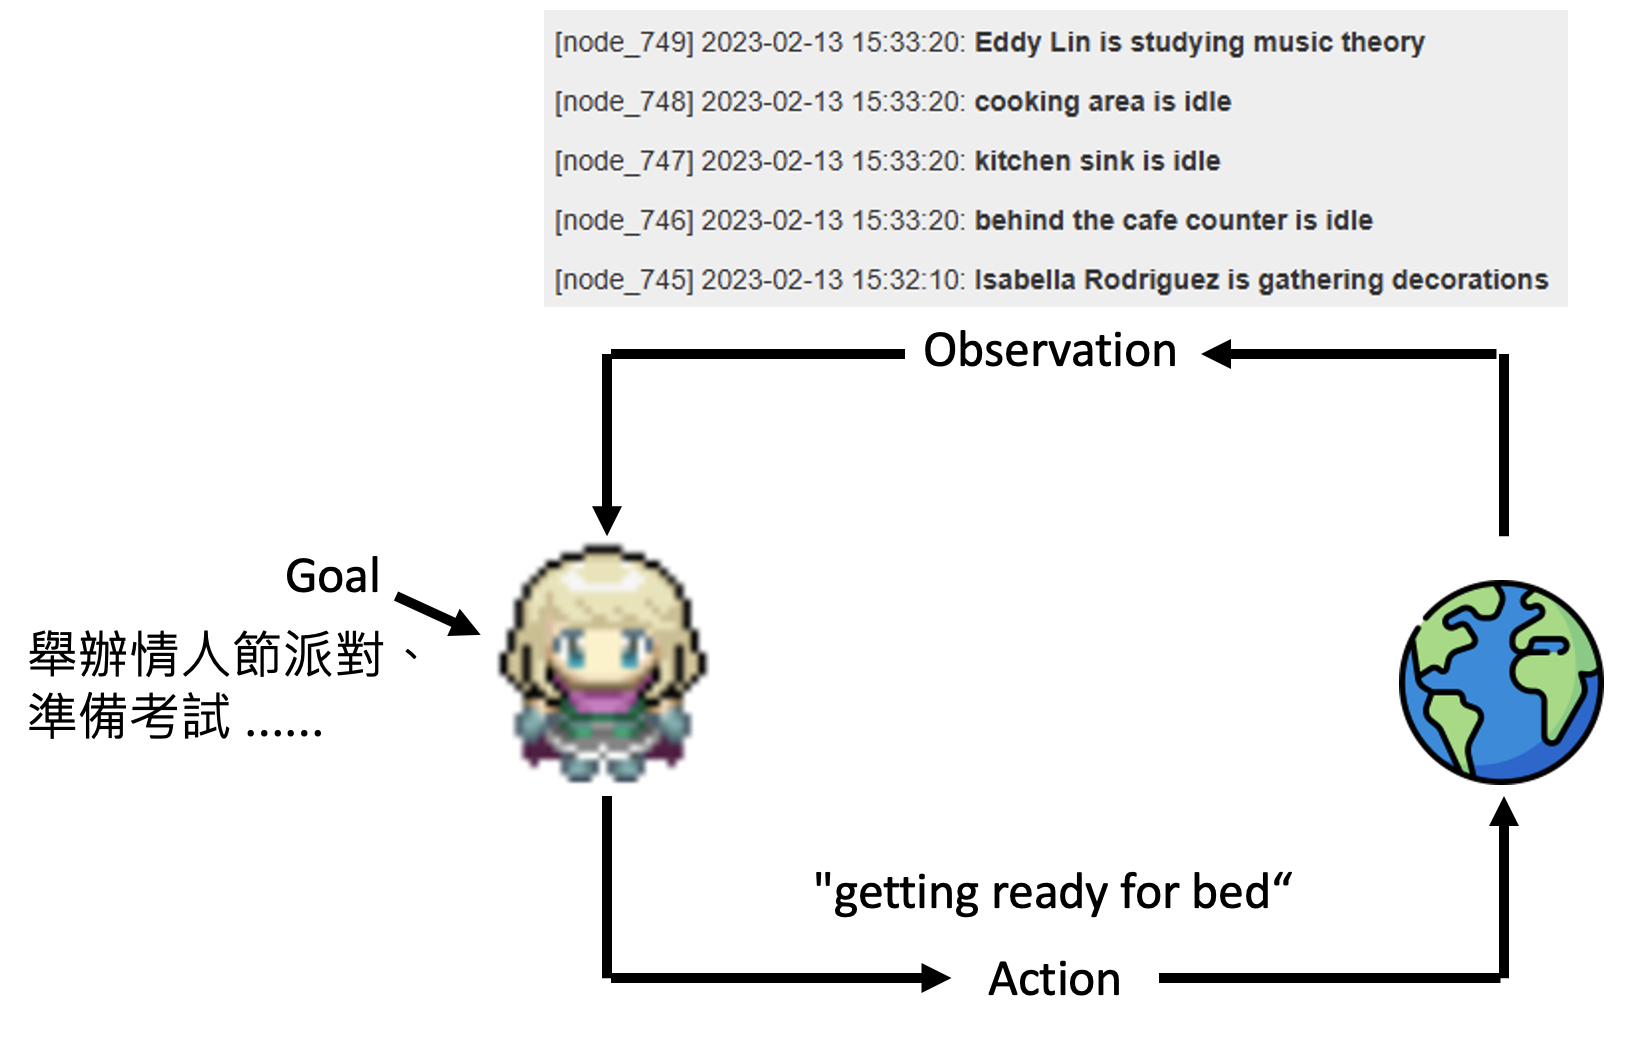 [node_749] 2023-02-13 15:33:20: Eddy Lin is studying music theory
[node_748] 2023-02-13 15:33:20: cooking area is idle
[node_747] 2023-02-13 15:33:20: kitchen sink is idle
[node_746] 2023-02-13 15:33:20: behind the cafe counter is idle
[node_745] 2023-02-13 15:32:10: Isabella Rodriguez is gathering decorations
Observation
Goal
舉辦情人節派對、
準備考試 ......
"getting ready for bed“
Action